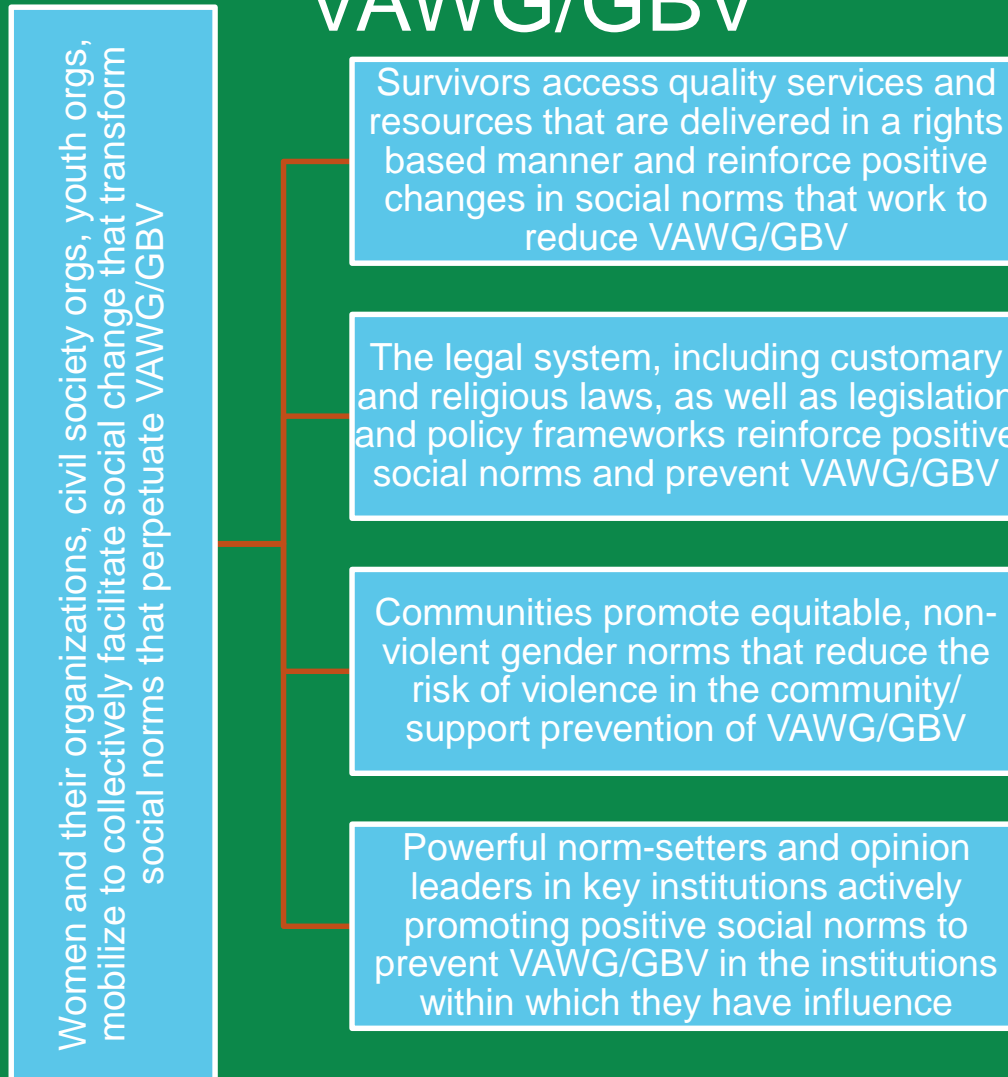 VAWG/GBV
Women and their organizations, civil society orgs, youth orgs,
mobilize to collectively facilitate social change that transform
social norms that perpetuate VAWG/GBV
Survivors access quality services and
resources that are delivered in a rights
based manner and reinforce positive
changes in social norms that work to
reduce VAWG/GBV
The legal system, including customary
and religious laws, as well as legislation
and policy frameworks reinforce positive
social norms and prevent VAWG/GBV
Communities promote equitable, non-
violent gender norms that reduce the
risk of violence in the community/
support prevention of VAWG/GBV
Powerful norm-setters and opinion
leaders in key institutions actively
promoting positive social norms to
prevent VAWG/GBV in the institutions
within which they have influence